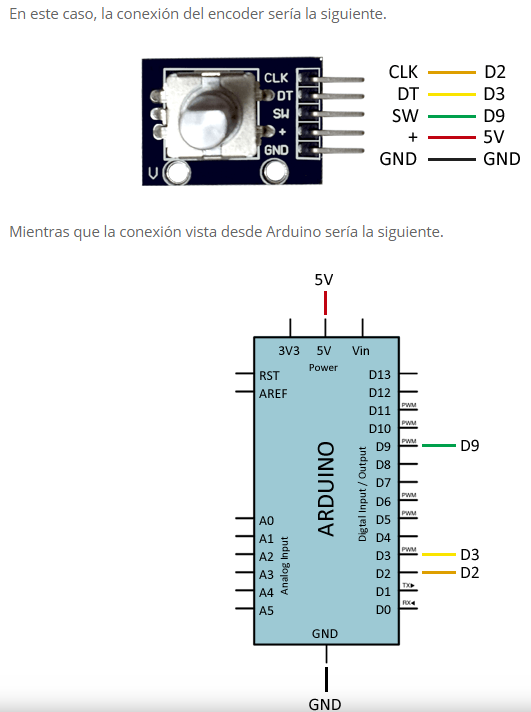 En este caso, la conexión del encoder sería la siguiente.
CLK
DT
SW
+
GND
CLK D2
DT D3
SW D9
+ 5V
GND GND
Mientras que la conexión vista desde Arduino sería la siguiente.
5V
3V3 5V Vin
Power
RST D13
AREF D12
D11 PWM
D10 PWM
D9 PWM D9
D8
D7
D6 PWM
A0 D5 PWM
A1 D4
A2 D3 PWM D3
A3 D2 D2
A4 D1 TX
A5 D0 RX
ARDUINO
Digtal Input / Output
Analog Input
GND
GND